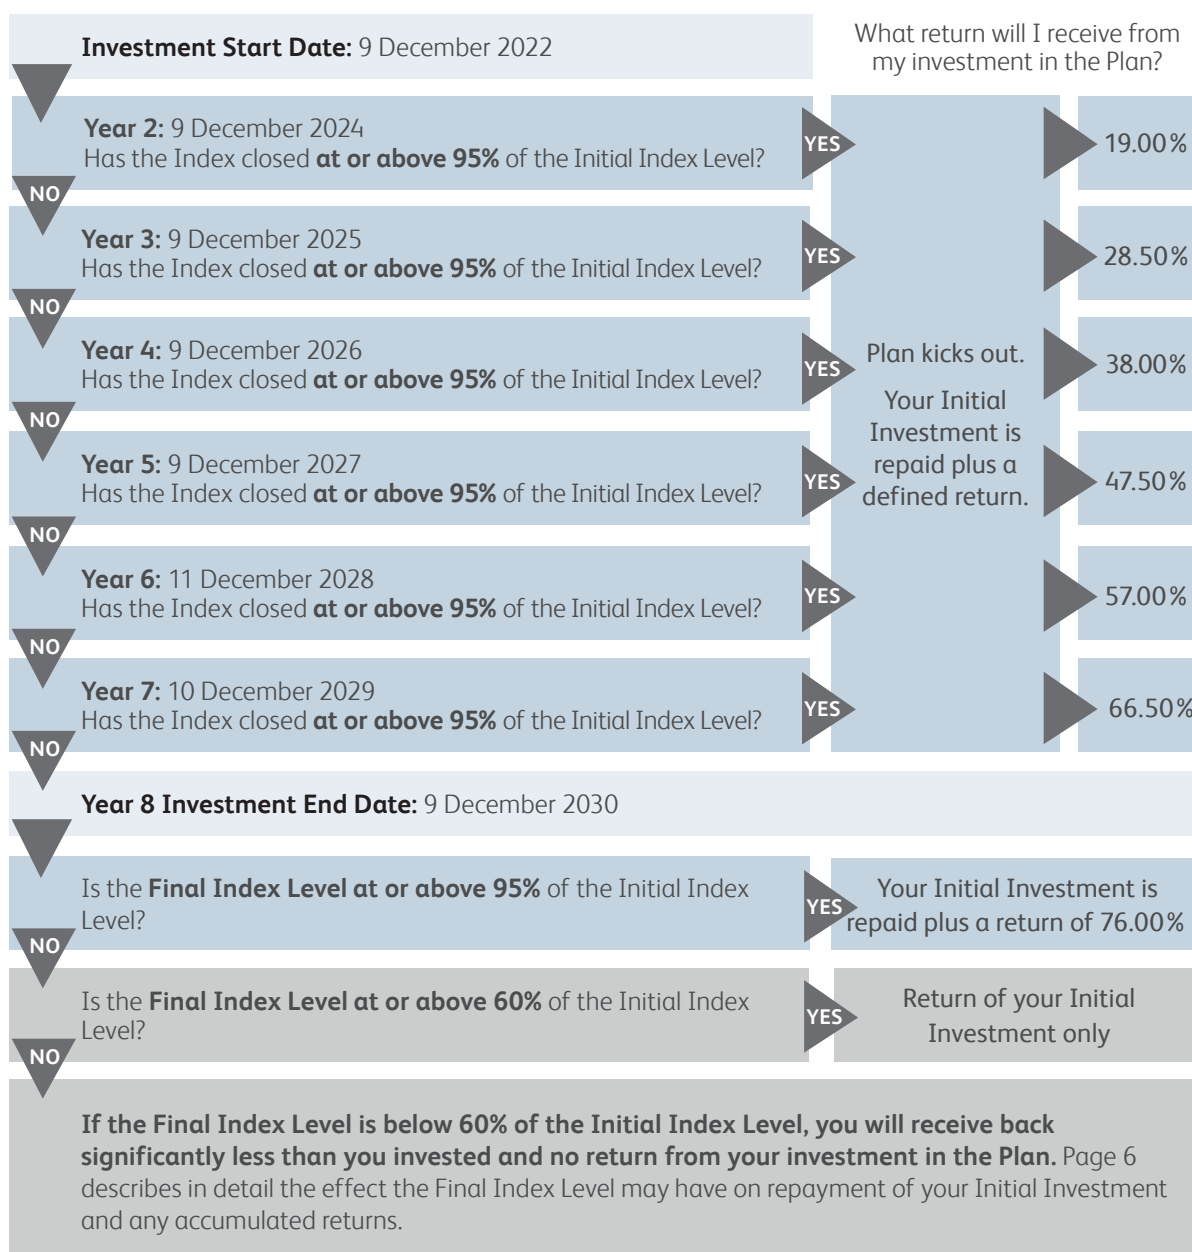 Investment Start Date: 9 December 2022
What return will I receive from
my investment in the Plan?
Year 2: 9 December 2024
Has the Index closed at or above 95% of the Initial Index Level?
YES
19.00%
NO
Year 3: 9 December 2025
Has the Index closed at or above 95% of the Initial Index Level?
YES
28.50%
NO
Year 4: 9 December 2026
Has the Index closed at or above 95% of the Initial Index Level?
YES
Plan kicks out.
Your Initial
Investment is
repaid plus a
defined return.
38.00%
NO
Year 5: 9 December 2027
Has the Index closed at or above 95% of the Initial Index Level?
YES
47.50%
NO
Year 6: 11 December 2028
Has the Index closed at or above 95% of the Initial Index Level?
YES
57.00%
NO
Year 7: 10 December 2029
Has the Index closed at or above 95% of the Initial Index Level?
YES
66.50%
NO
Year 8 Investment End Date: 9 December 2030
Is the Final Index Level at or above 95% of the Initial Index
Level?
YES
Your Initial Investment is
repaid plus a return of 76.00%
NO
Is the Final Index Level at or above 60% of the Initial Index
Level?
YES
Return of your Initial
Investment only
NO
If the Final Index Level is below 60% of the Initial Index Level, you will receive back
significantly less than you invested and no return from your investment in the Plan. Page 6
describes in detail the effect the Final Index Level may have on repayment of your Initial Investment
and any accumulated returns.